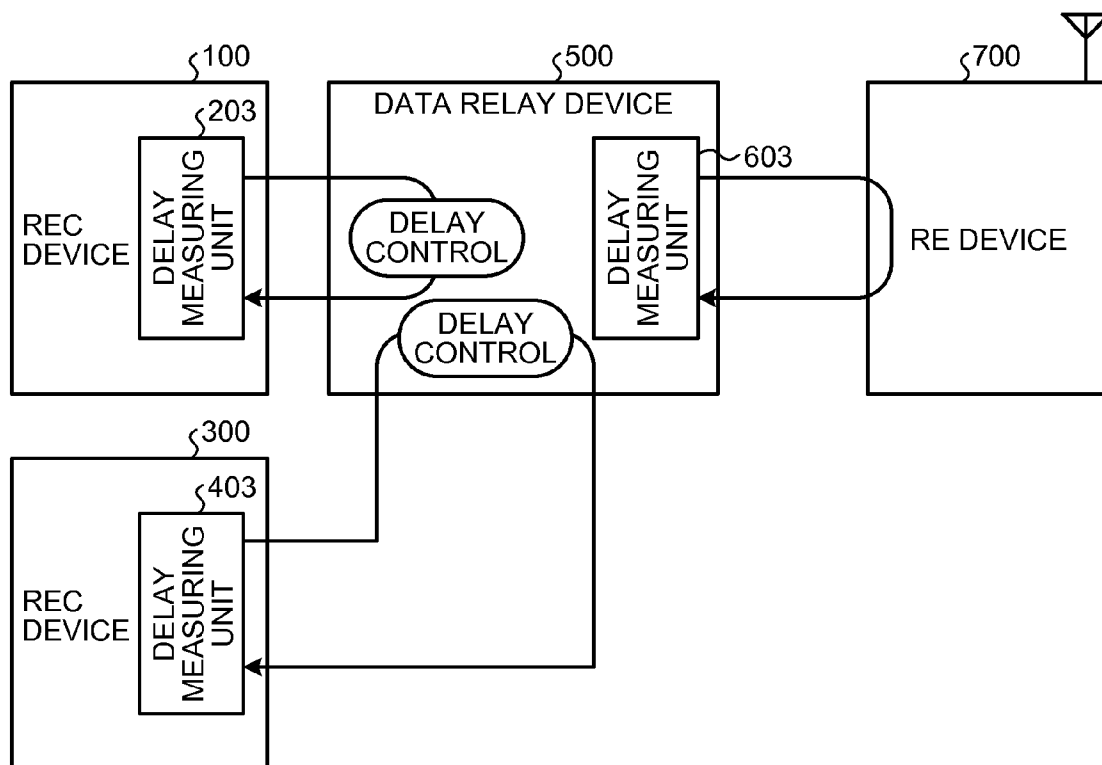 100
REC
DEVICE
203
DELAY
MEASURING
UNIT
500
DATA RELAY DEVICE
DELAY
CONTROL
DELAY
CONTROL
603
DELAY
MEASURING
UNIT
700
RE DEVICE
300
REC
DEVICE
403
DELAY
MEASURING
UNIT